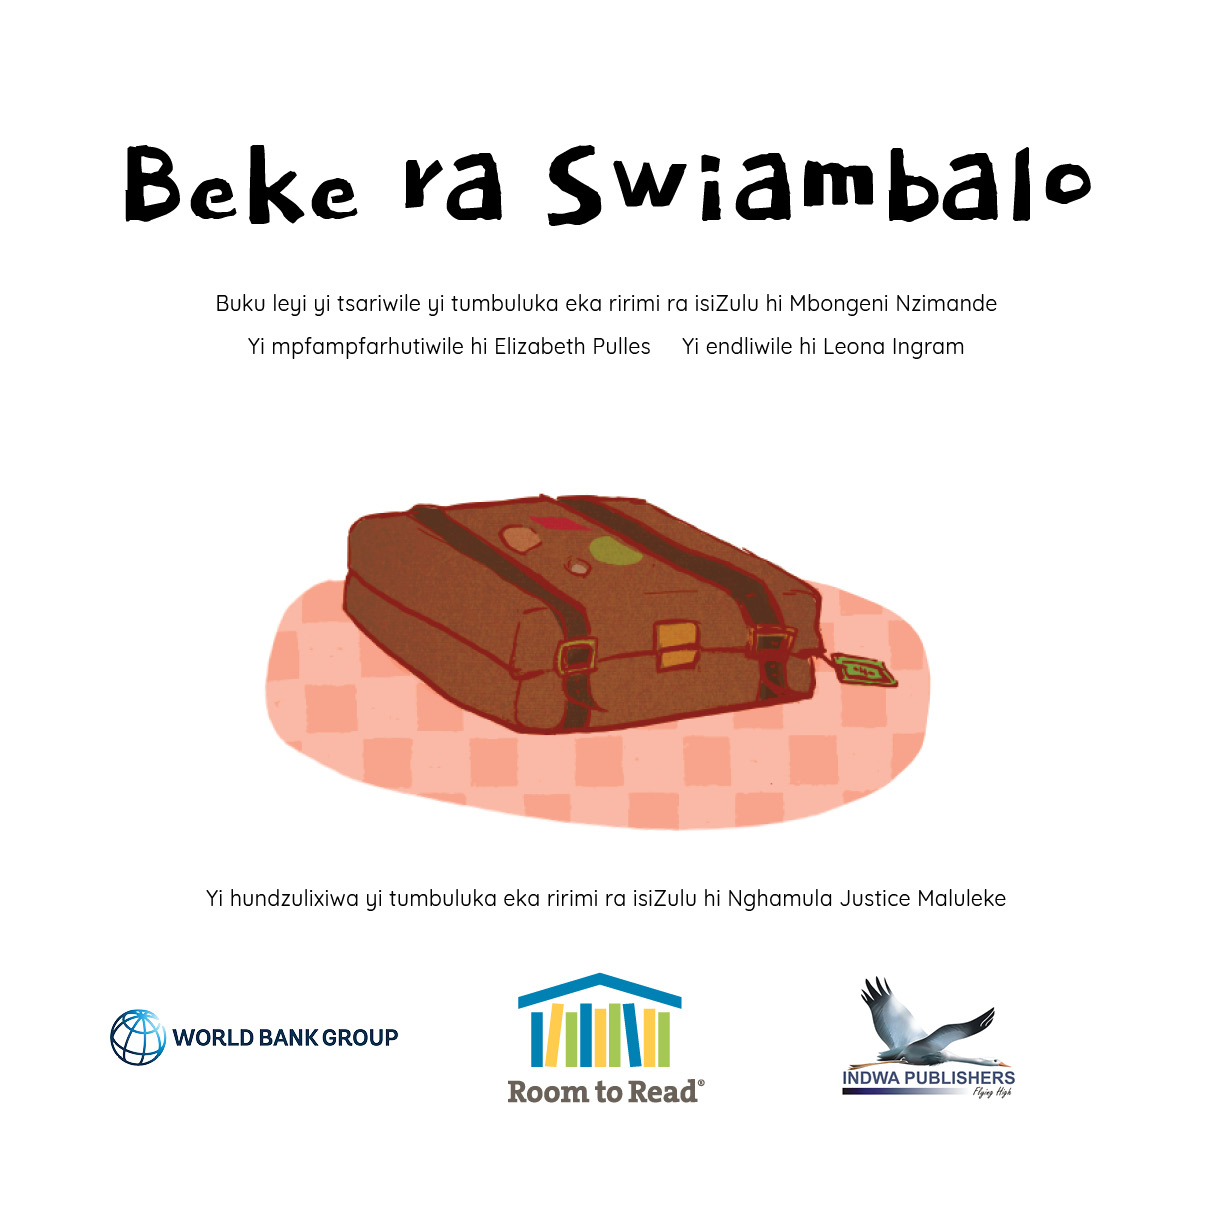 Beke ra Swiambalo
Buku leyi yi tsariwile yi tumbuluka eka ririmi ra isiZulu hi Mbongeni Nzimande
Yi mpfampfarhutiwile hi Elizabeth Pulles Yi endliwile hi Leona Ingram
Yi hundzulixiwa yi tumbuluka eka ririmi ra isiZulu hi Nghamula Justice Maluleke
WORLD BANK GROUP
Room to Read®
INDWA PUBLISHERS
Flying High